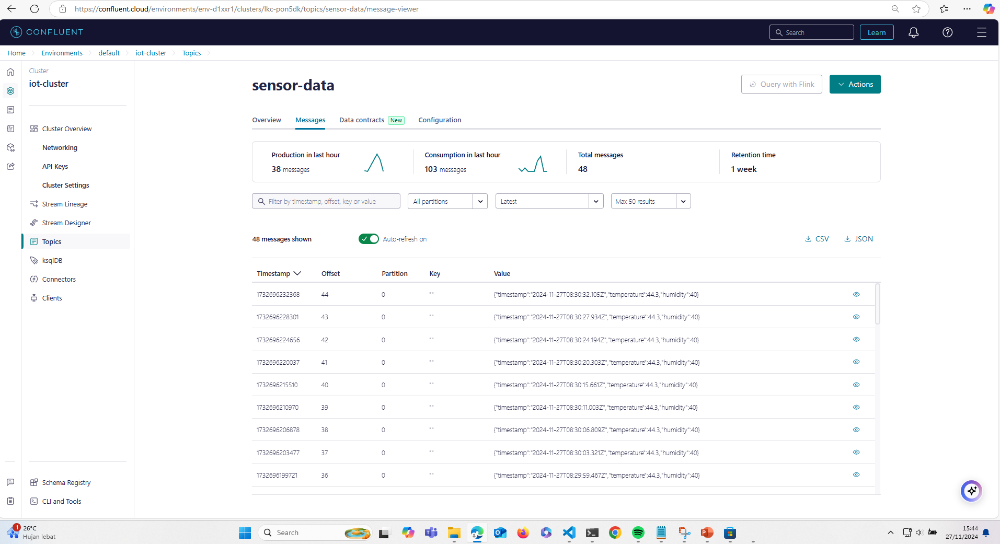 https://confluent.cloud/environments/env-d1xxr1/clusters/lkc-pon5dk/topics/sensor-data/message-viewer
CONFLUENT
Search
Learn
Home Environments default iot-cluster Topics
Cluster
iot-cluster
Cluster Overview
Networking
API Keys
Cluster Settings
Stream Lineage
Stream Designer
Topics
ksqlDB
Connectors
Clients
Schema Registry
CLI and Tools
sensor-data
Query with Flink
Actions
Overview Messages Data contracts New Configuration
Production in last hour
38 messages
Consumption in last hour
103 messages
Total messages
48
Retention time
1 week
Filter by timestamp, offset, key or value
All partitions
Latest
Max 50 results
48 messages shown
Auto-refresh on
CSV
JSON
Timestamp Offset Partition Key Value
1732696232368 44 0 "" {"timestamp":"2024-11-27T08:30:32.105Z","temperature":44.3,"humidity":40}
1732696228301 43 0 "" {"timestamp":"2024-11-27T08:30:27.934Z","temperature":44.3,"humidity":40}
1732696224656 42 0 "" {"timestamp":"2024-11-27T08:30:24.194Z","temperature":44.3,"humidity":40}
1732696220037 41 0 "" {"timestamp":"2024-11-27T08:30:20.303Z","temperature":44.3,"humidity":40}
1732696215510 40 0 "" {"timestamp":"2024-11-27T08:30:15.661Z","temperature":44.3,"humidity":40}
1732696210970 39 0 "" {"timestamp":"2024-11-27T08:30:11.003Z","temperature":44.3,"humidity":40}
1732696206878 38 0 "" {"timestamp":"2024-11-27T08:30:06.809Z","temperature":44.3,"humidity":40}
1732696203477 37 0 "" {"timestamp":"2024-11-27T08:30:03.321Z","temperature":44.3,"humidity":40}
1732696199721 36 0 "" {"timestamp":"2024-11-27T08:29:59.467Z","temperature":44.3,"humidity":40}
1
26°C
Hujan lebat
Search
15:44
27/11/2024